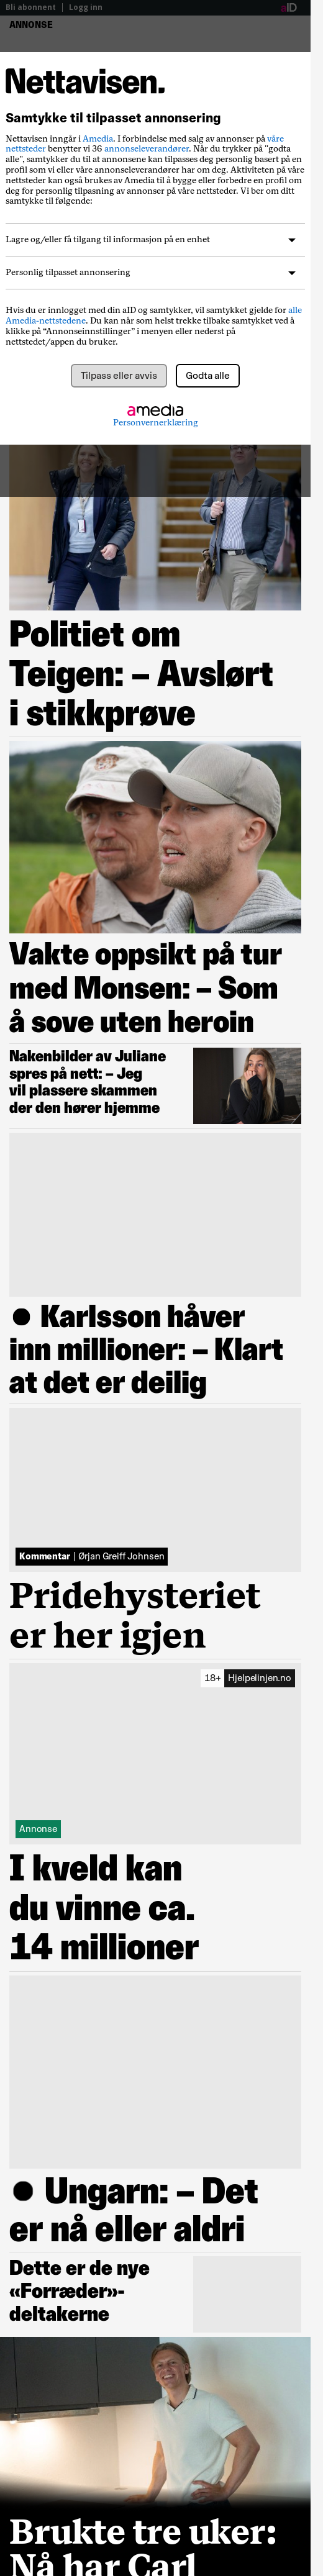 Bli abonnent | Logg inn
aID
ANNONSE
Nettavisen.
Samtykke til tilpasset annonsering
Nettavisen inngår i Amedia. I forbindelse med salg av annonser på våre
nettsteder benytter vi 36 annonseleverandører. Når du trykker på "godta
alle", samtykker du til at annonsene kan tilpasses deg personlig basert på en
profil som vi eller våre annonseleverandører har om deg. Aktiviteten på våre
nettsteder kan også brukes av Amedia til å bygge eller forbedre en profil om
deg for personlig tilpasning av annonser på våre nettsteder. Vi ber om ditt
samtykke til følgende:
Lagre og/eller få tilgang til informasjon på en enhet
Personlig tilpasset annonsering
Hvis du er innlogget med din aID og samtykker, vil samtykket gjelde for alle
Amedia-nettstedene. Du kan når som helst trekke tilbake samtykket ved å
klikke på “Annonseinnstillinger” i menyen eller nederst på
nettstedet/appen du bruker.
Tilpass eller avvis
Godta alle
amedia
Personvernerklæring
Politiet om
Teigen: – Avslørt
i stikkprøve
Vakte oppsikt på tur
med Monsen: – Som
å sove uten heroin
Nakenbilder av Juliane
spres på nett: – Jeg
vil plassere skammen
der den hører hjemme
● Karlsson håver
inn millioner: – Klart
at det er deilig
Kommentar | Ørjan Greiff Johnsen
Pridehysteriet
er her igjen
18+ Hjelpelinjen.no
Annonse
I kveld kan
du vinne ca.
14 millioner
● Ungarn: – Det
er nå eller aldri
Dette er de nye
«Forræder»-
deltakerne
Brukte tre uker:
Nå har Carl